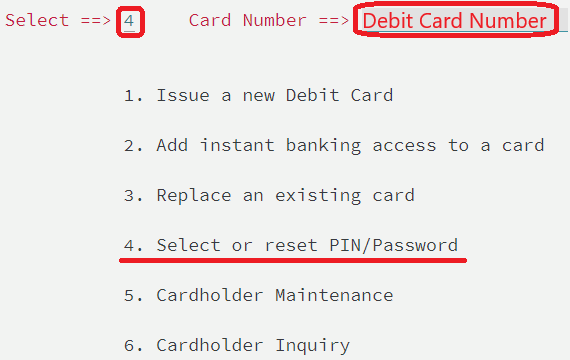 Select ==> 4 Card Number ==> Debit Card Number
1. Issue a new Debit Card
2. Add instant banking access to a card
3. Replace an existing card
4. Select or reset PIN/Password
5. Cardholder Maintenance
6. Cardholder Inquiry